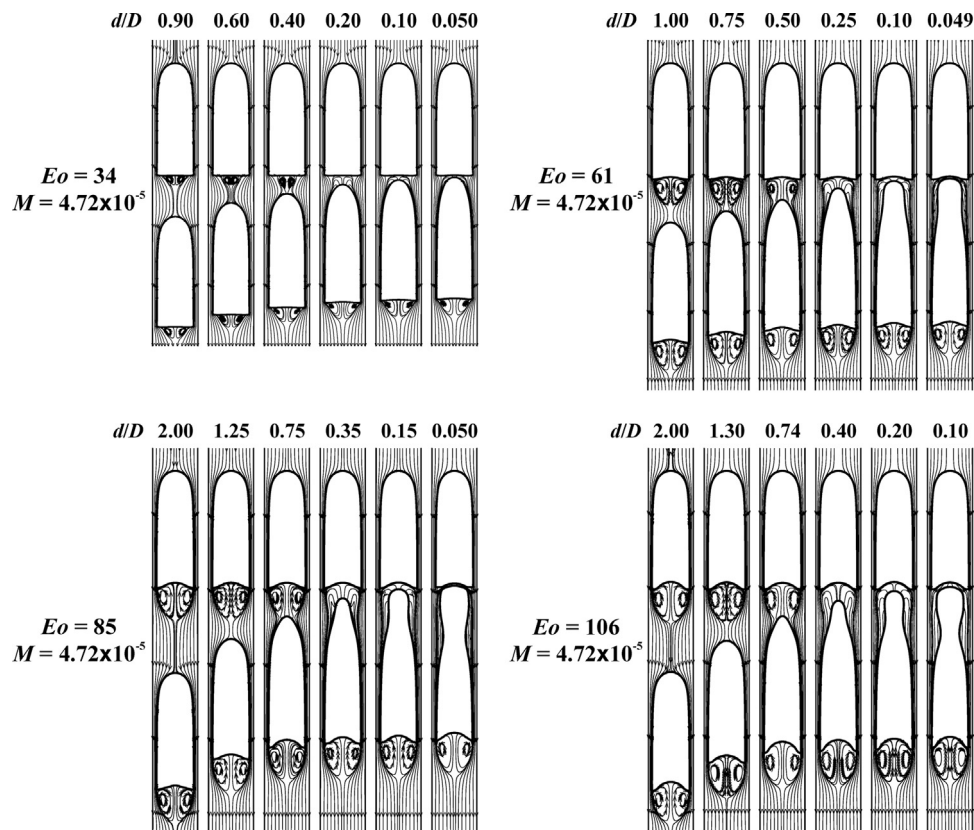 d/D 0.90 0.60 0.40 0.20 0.10 0.050
Eo = 34
M = 4.72x10⁻⁵
d/D 1.00 0.75 0.50 0.25 0.10 0.049
Eo = 61
M = 4.72x10⁻⁵
d/D 2.00 1.25 0.75 0.35 0.15 0.050
Eo = 85
M = 4.72x10⁻⁵
d/D 2.00 1.30 0.74 0.40 0.20 0.10
Eo = 106
M = 4.72x10⁻⁵